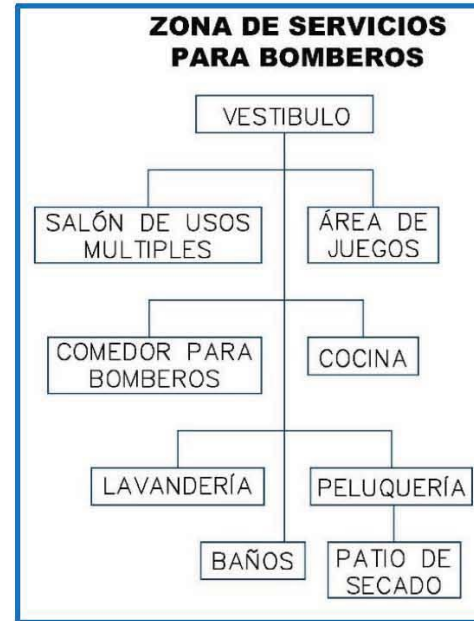 ZONA DE SERVICIOS
PARA BOMBEROS
VESTIBULO
SALÓN DE USOS
MULTIPLES
ÁREA DE
JUEGOS
COMEDOR PARA
BOMBEROS
COCINA
LAVANDERÍA
PELUQUERÍA
BAÑOS
PATIO DE
SECADO